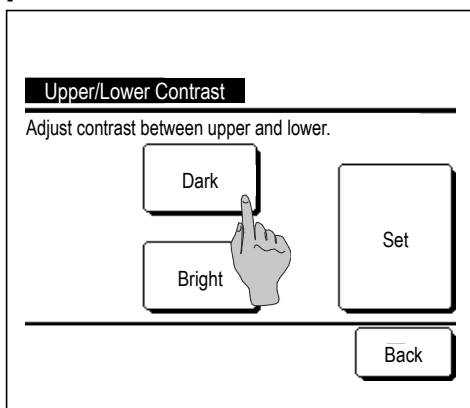 Upper/Lower Contrast
Adjust contrast between upper and lower.
Dark
Set
Bright
Back